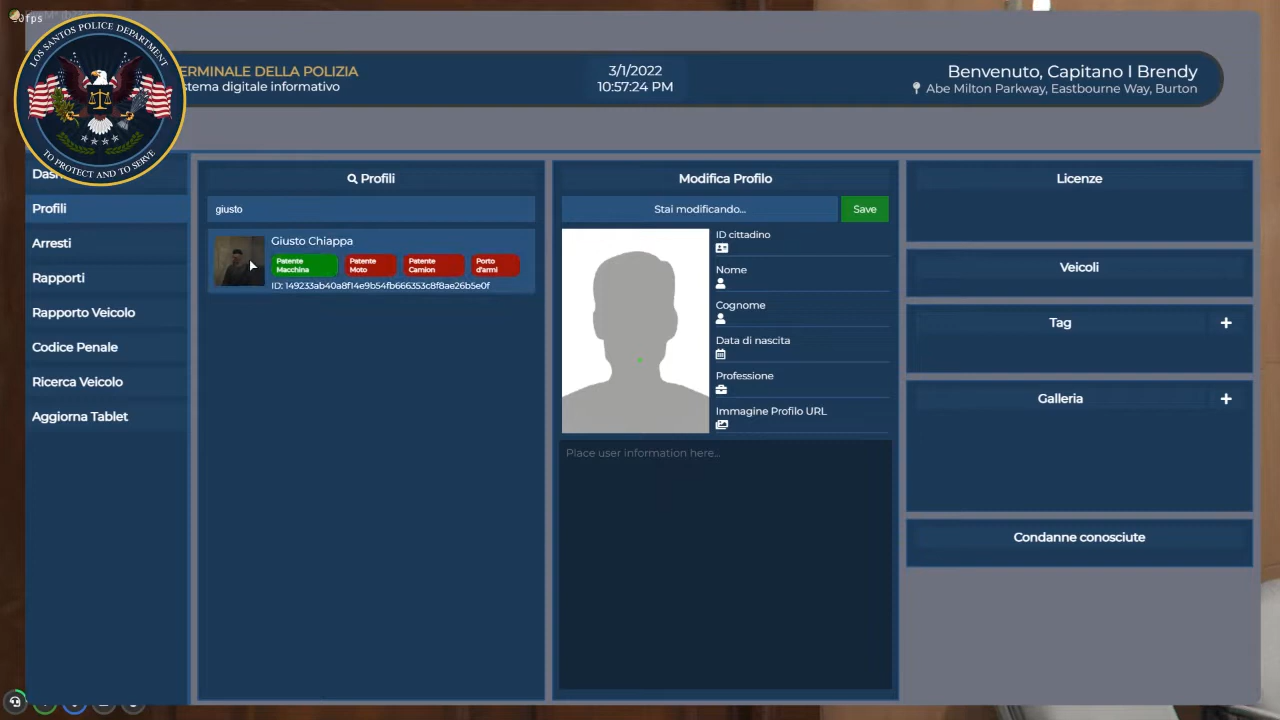 30fps
LOS SANTOS POLICE DEPARTMENT
TO PROTECT AND TO SERVE
ERMINALE DELLA POLIZIA
stema digitale informativo
3/1/2022
10:57:24 PM
Benvenuto, Capitano I Brendy
Abe Milton Parkway, Eastbourne Way, Burton
Das
Profili
Arresti
Rapporti
Rapporto Veicolo
Codice Penale
Ricerca Veicolo
Aggiorna Tablet
Profili
giusto
Giusto Chiappa
Patente Macchina
Patente Moto
Patente Camion
Porto d'armi
ID: 149233ab40a8f14e9b54fb666353c8f8ae26b5e0f
Modifica Profilo
Stai modificando...
Save
ID cittadino
Nome
Cognome
Data di nascita
Professione
Immagine Profilo URL
Place user information here...
Licenze
Veicoli
Tag
Galleria
Condanne conosciute